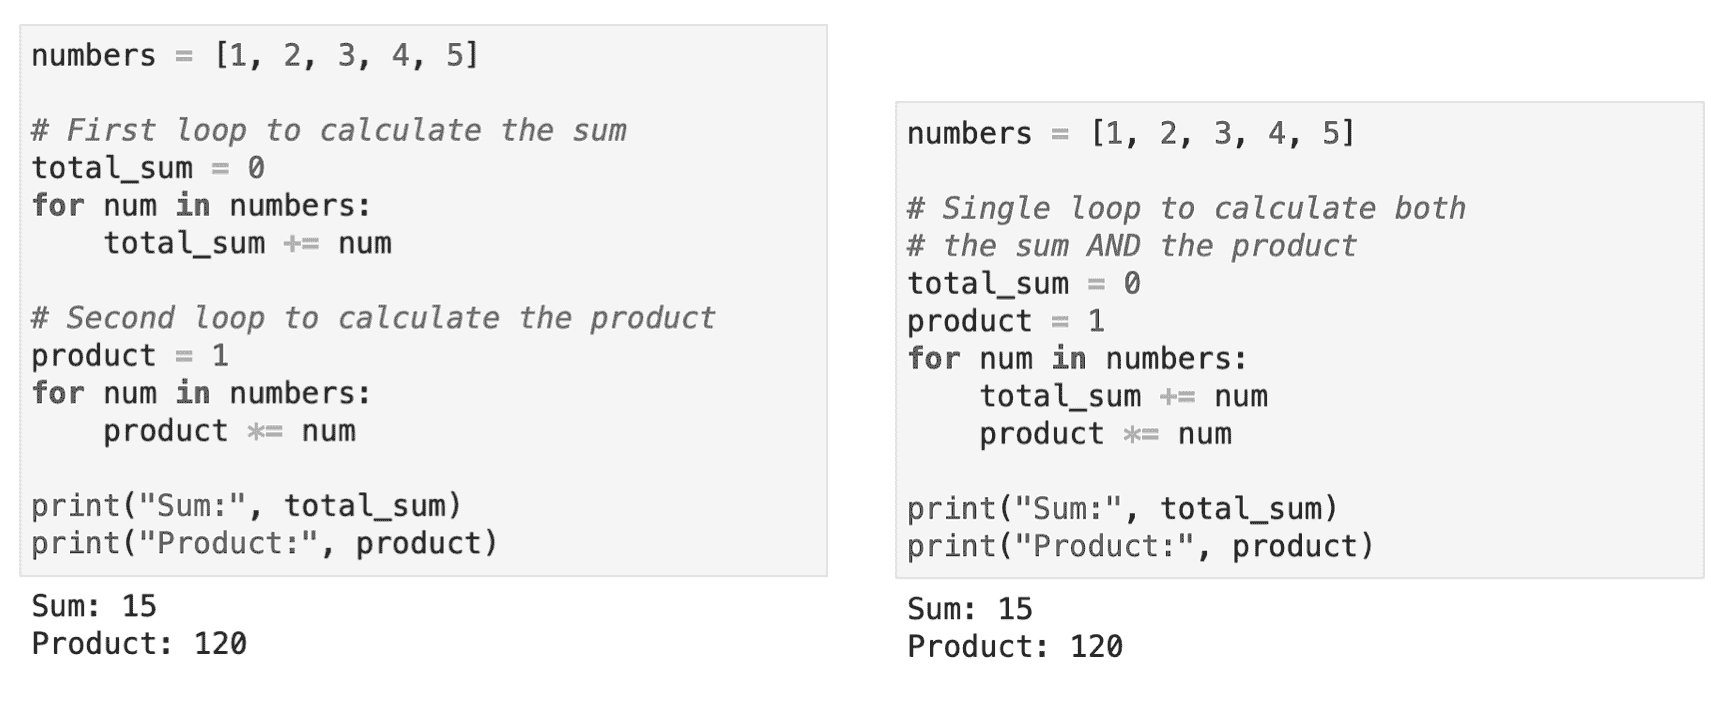 numbers = [1, 2, 3, 4, 5]
# First loop to calculate the sum
total_sum = 0
for num in numbers:
    total_sum += num
# Second loop to calculate the product
product = 1
for num in numbers:
    product *= num
print("Sum:", total_sum)
print("Product:", product)
Sum: 15
Product: 120
numbers = [1, 2, 3, 4, 5]
# Single loop to calculate both
# the sum AND the product
total_sum = 0
product = 1
for num in numbers:
    total_sum += num
    product *= num
print("Sum:", total_sum)
print("Product:", product)
Sum: 15
Product: 120